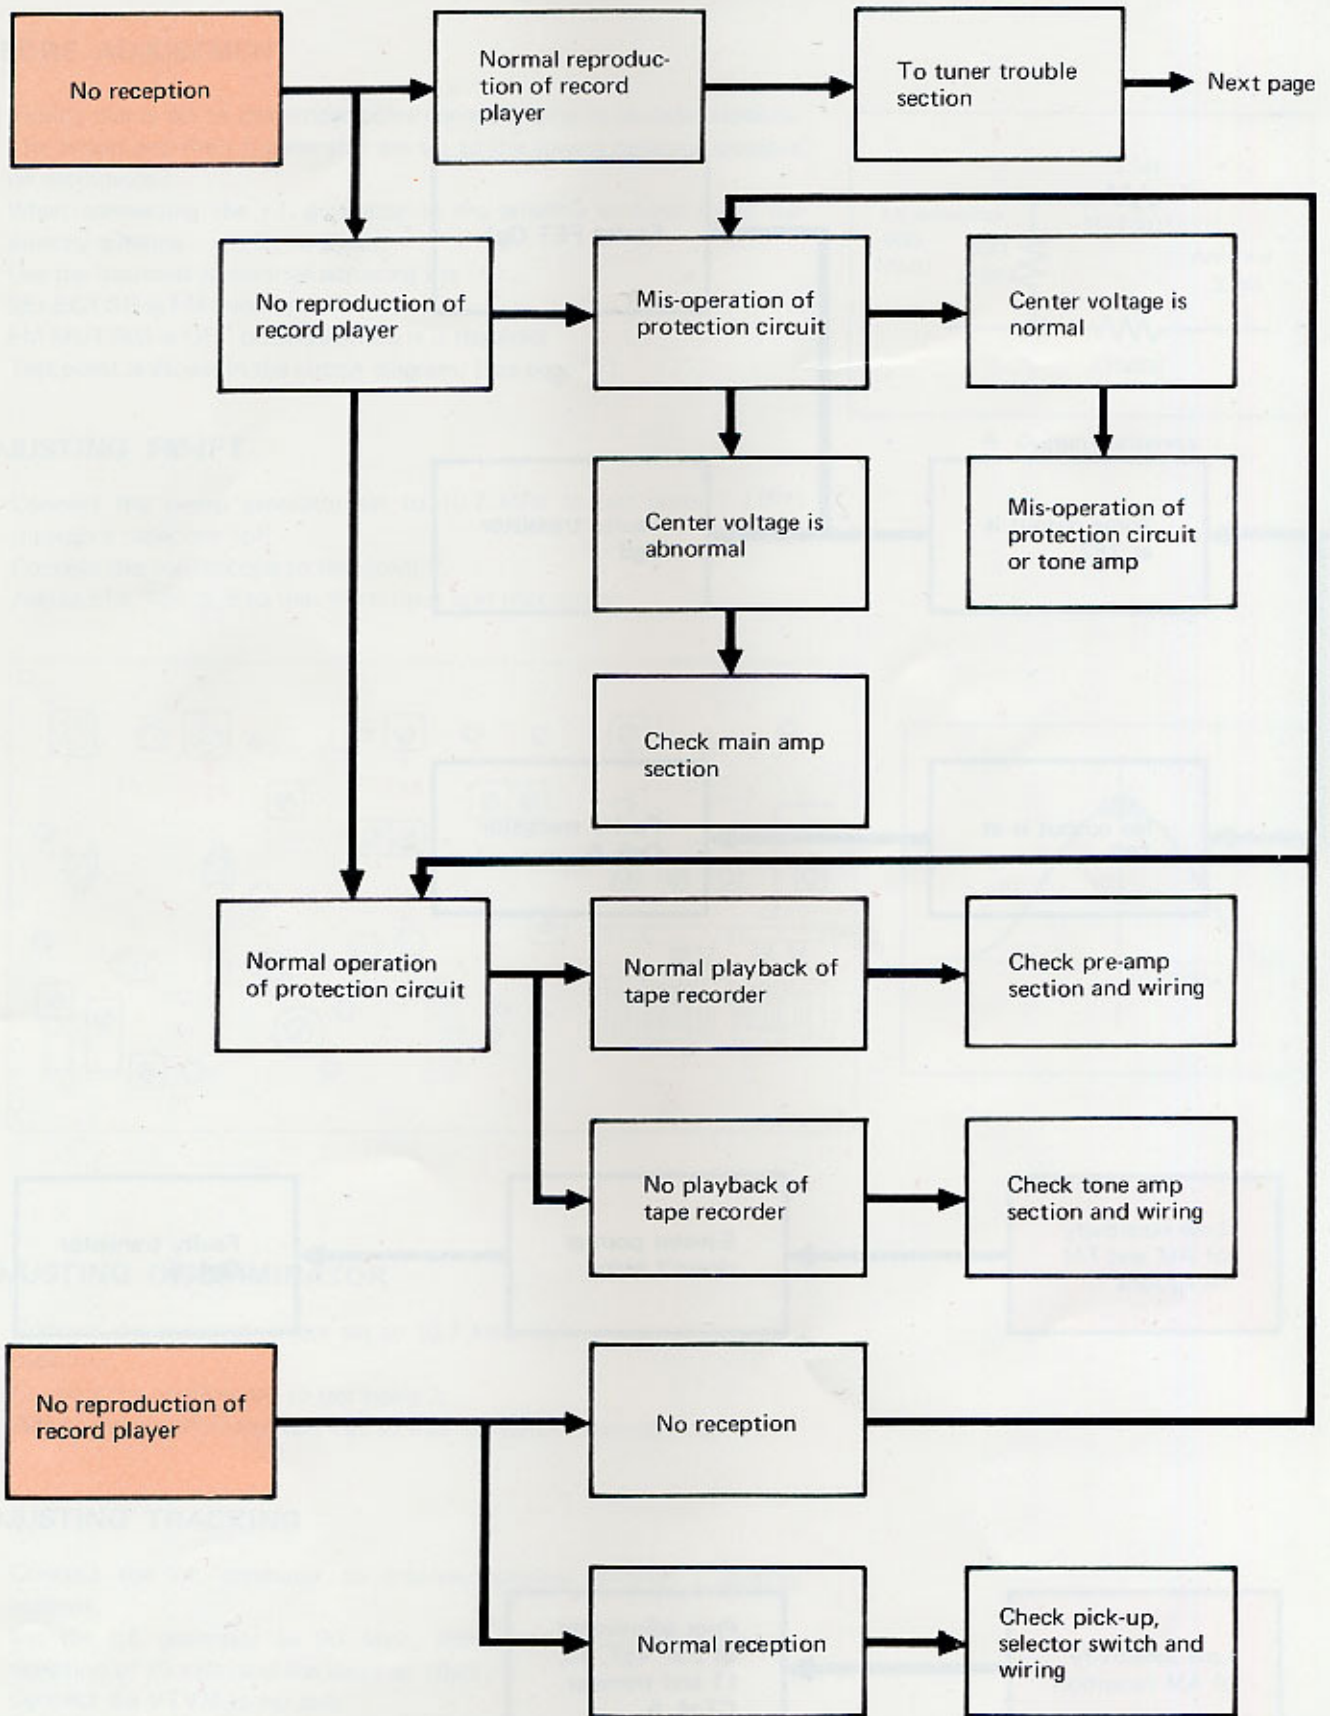 No reception
Normal reproduc-
tion of record
player
To tuner trouble
section
Next page
No reproduction of
record player
Mis-operation of
protection circuit
Center voltage is
normal
Center voltage is
abnormal
Mis-operation of
protection circuit
or tone amp
Check main amp
section
Normal operation
of protection circuit
Normal playback of
tape recorder
Check pre-amp
section and wiring
No playback of
tape recorder
Check tone amp
section and wiring
No reproduction of
record player
No reception
Normal reception
Check pick-up,
selector switch and
wiring